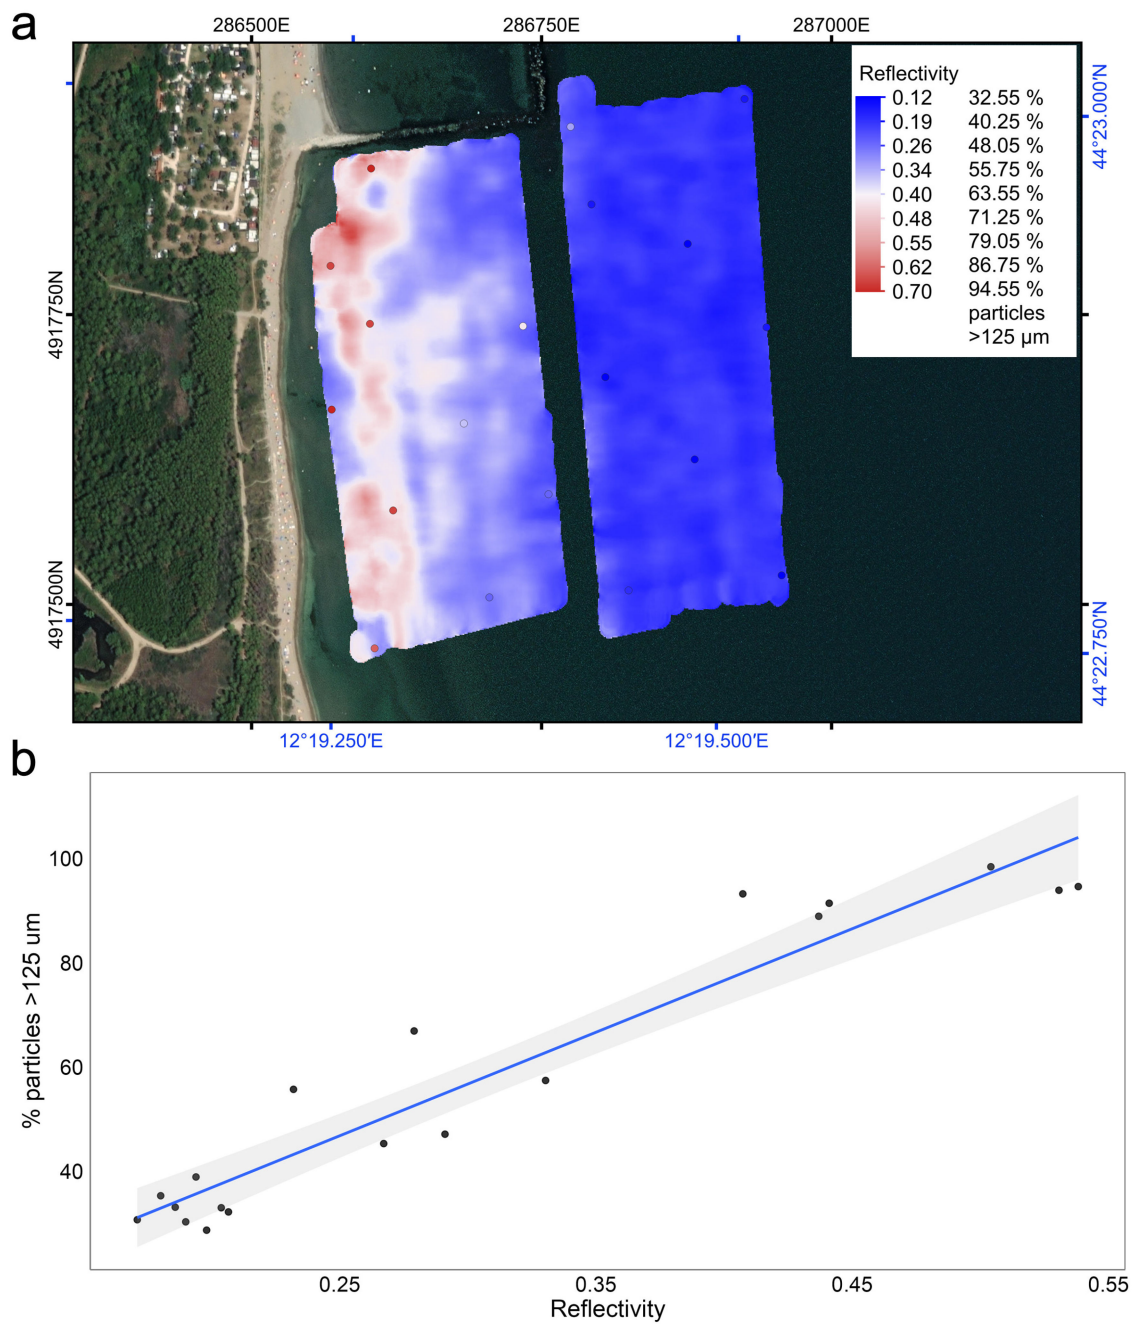 a
286500E 286750E 287000E
Reflectivity
0.12 32.55 %
0.19 40.25 %
0.26 48.05 %
0.34 55.75 %
0.40 63.55 %
0.48 71.25 %
0.55 79.05 %
0.62 86.75 %
0.70 94.55 %
particles
>125 µm
44°23.000′N
4917750N
4917500N
44°22.750′N
12°19.250′E 12°19.500′E
b
% particles >125 um
100
80
60
40
0.25 0.35 0.45 0.55
Reflectivity